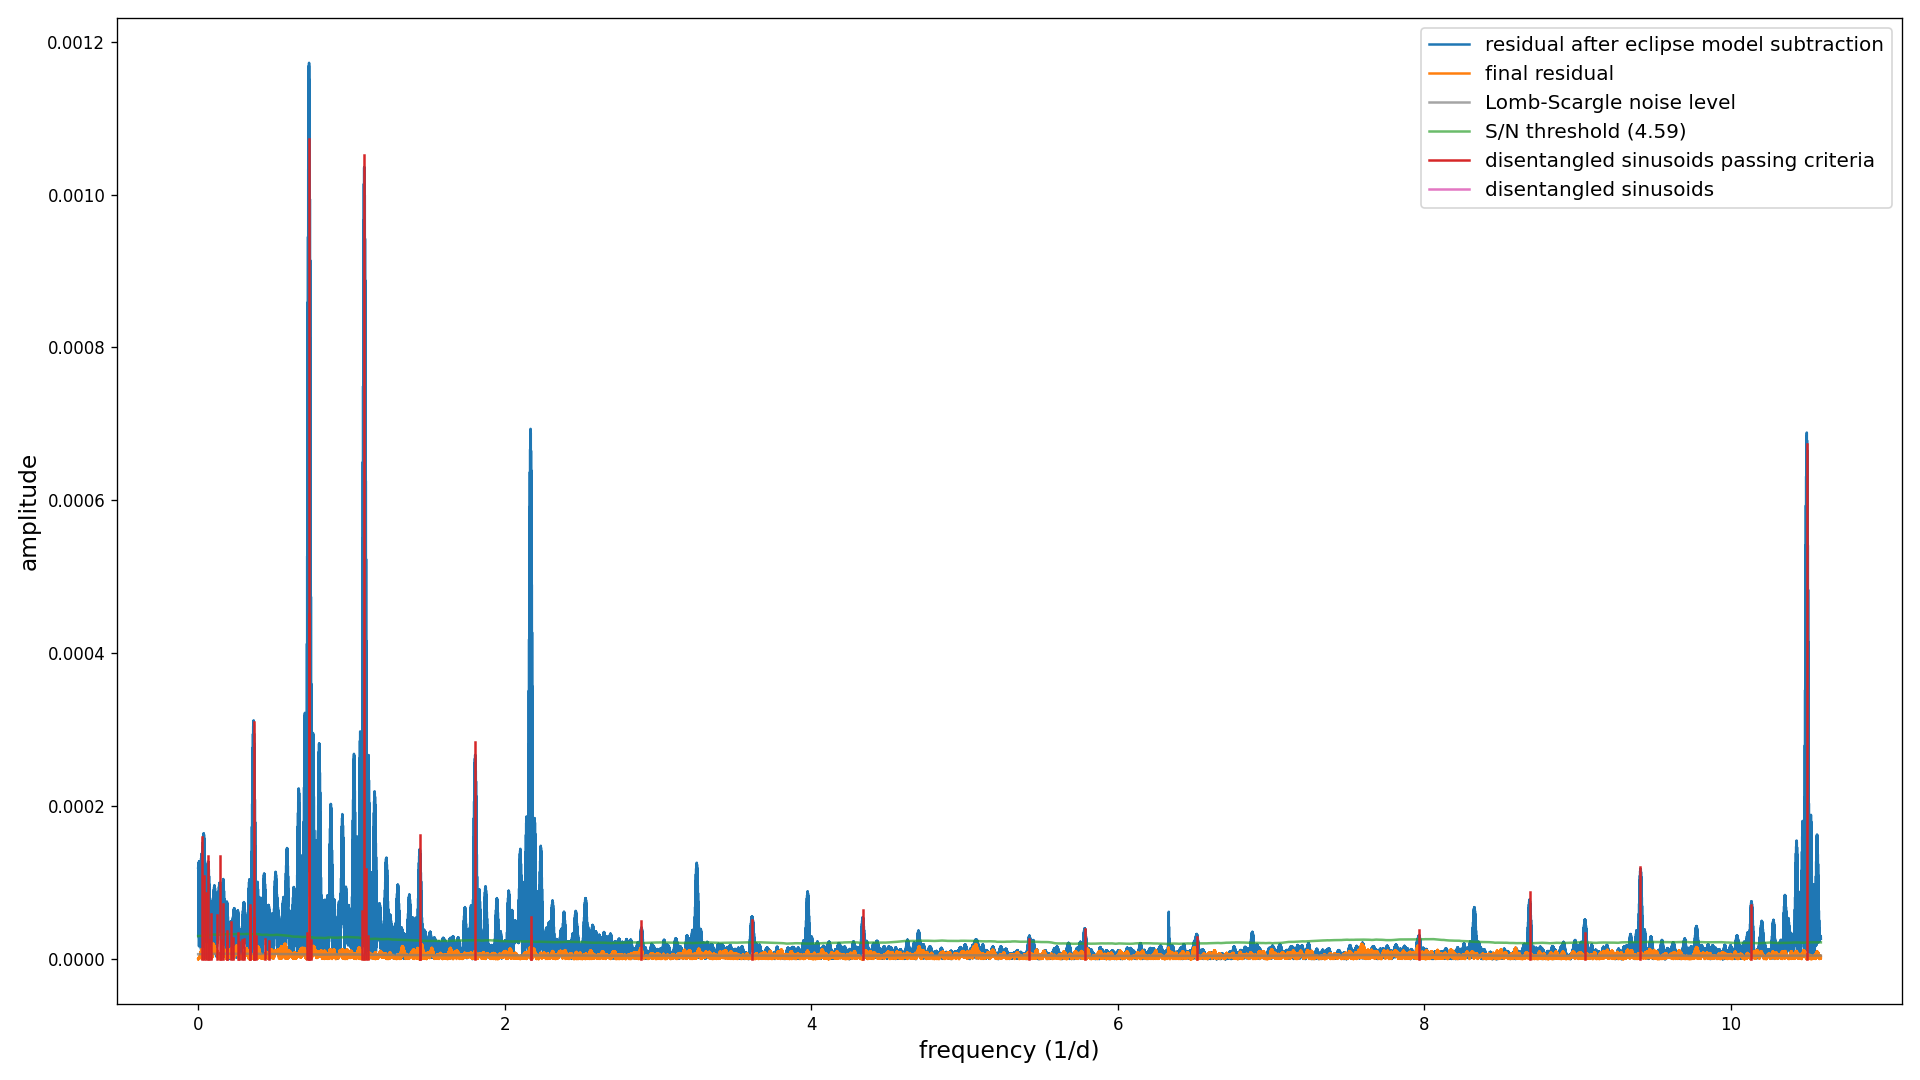 0.0012
0.0010
0.0008
0.0006
0.0004
0.0002
0.0000
amplitude
0
2
4
6
8
10
frequency (1/d)
residual after eclipse model subtraction
final residual
Lomb-Scargle noise level
S/N threshold (4.59)
disentangled sinusoids passing criteria
disentangled sinusoids